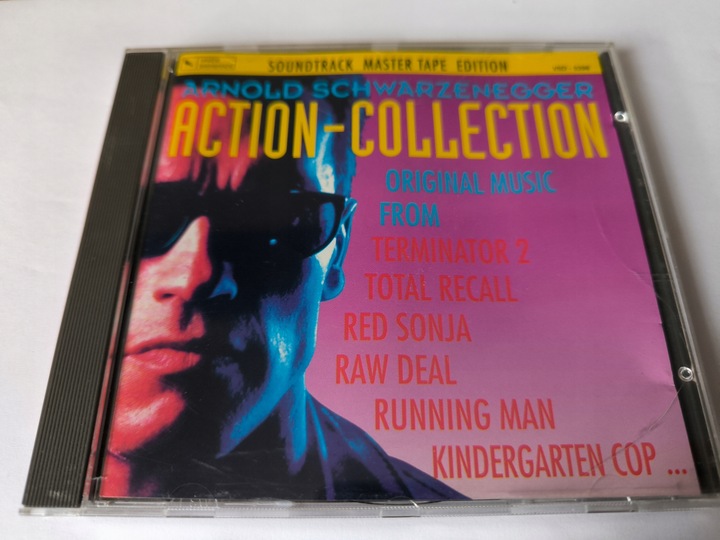 SOUNDTRACK MASTER TAPE EDITION
ARNOLD SCHWARZENEGGER
ACTION-COLLECTION
ORIGINAL MUSIC
FROM
TERMINATOR 2
TOTAL RECALL
RED SONJA
RAW DEAL
RUNNING MAN
KINDERGARTEN COP ...